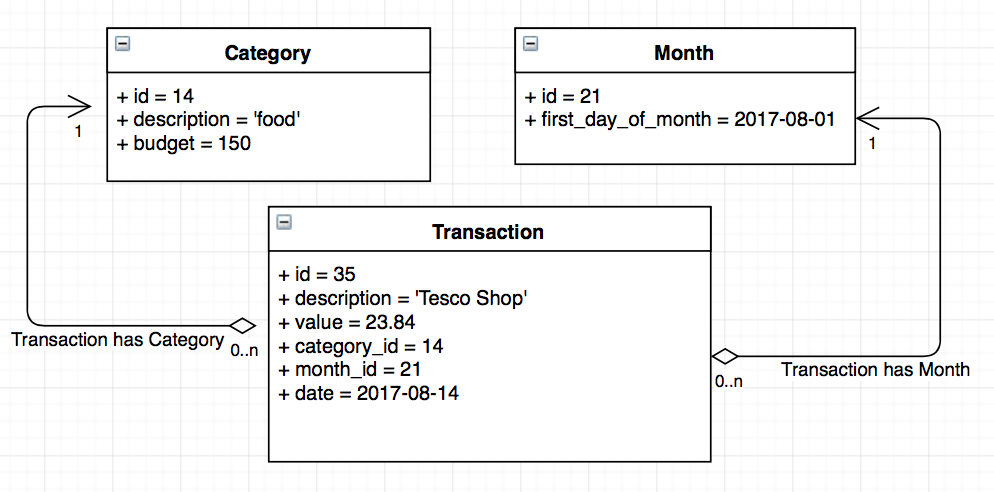 Category
+ id = 14
+ description = 'food'
+ budget = 150
1
Month
+ id = 21
+ first_day_of_month = 2017-08-01
1
Transaction
+ id = 35
+ description = 'Tesco Shop'
+ value = 23.84
+ category_id = 14
+ month_id = 21
+ date = 2017-08-14
Transaction has Category
0..n
0..n
Transaction has Month